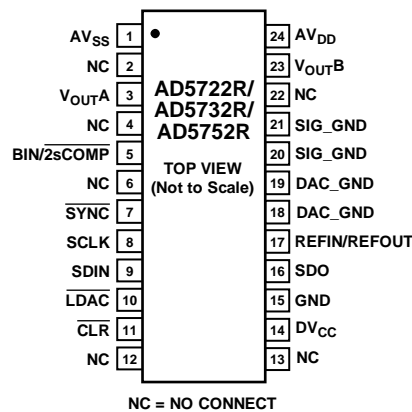 AVSS 1
NC 2
VOUTA 3
NC 4
BIN/2sCOMP 5
NC 6
SYNC 7
SCLK 8
SDIN 9
LDAC 10
CLR 11
NC 12
AD5722R/
AD5732R/
AD5752R
TOP VIEW
(Not to Scale)
24 AVDD
23 VOUTB
22 NC
21 SIG_GND
20 SIG_GND
19 DAC_GND
18 DAC_GND
17 REFIN/REFOUT
16 SDO
15 GND
14 DVCC
13 NC
NC = NO CONNECT